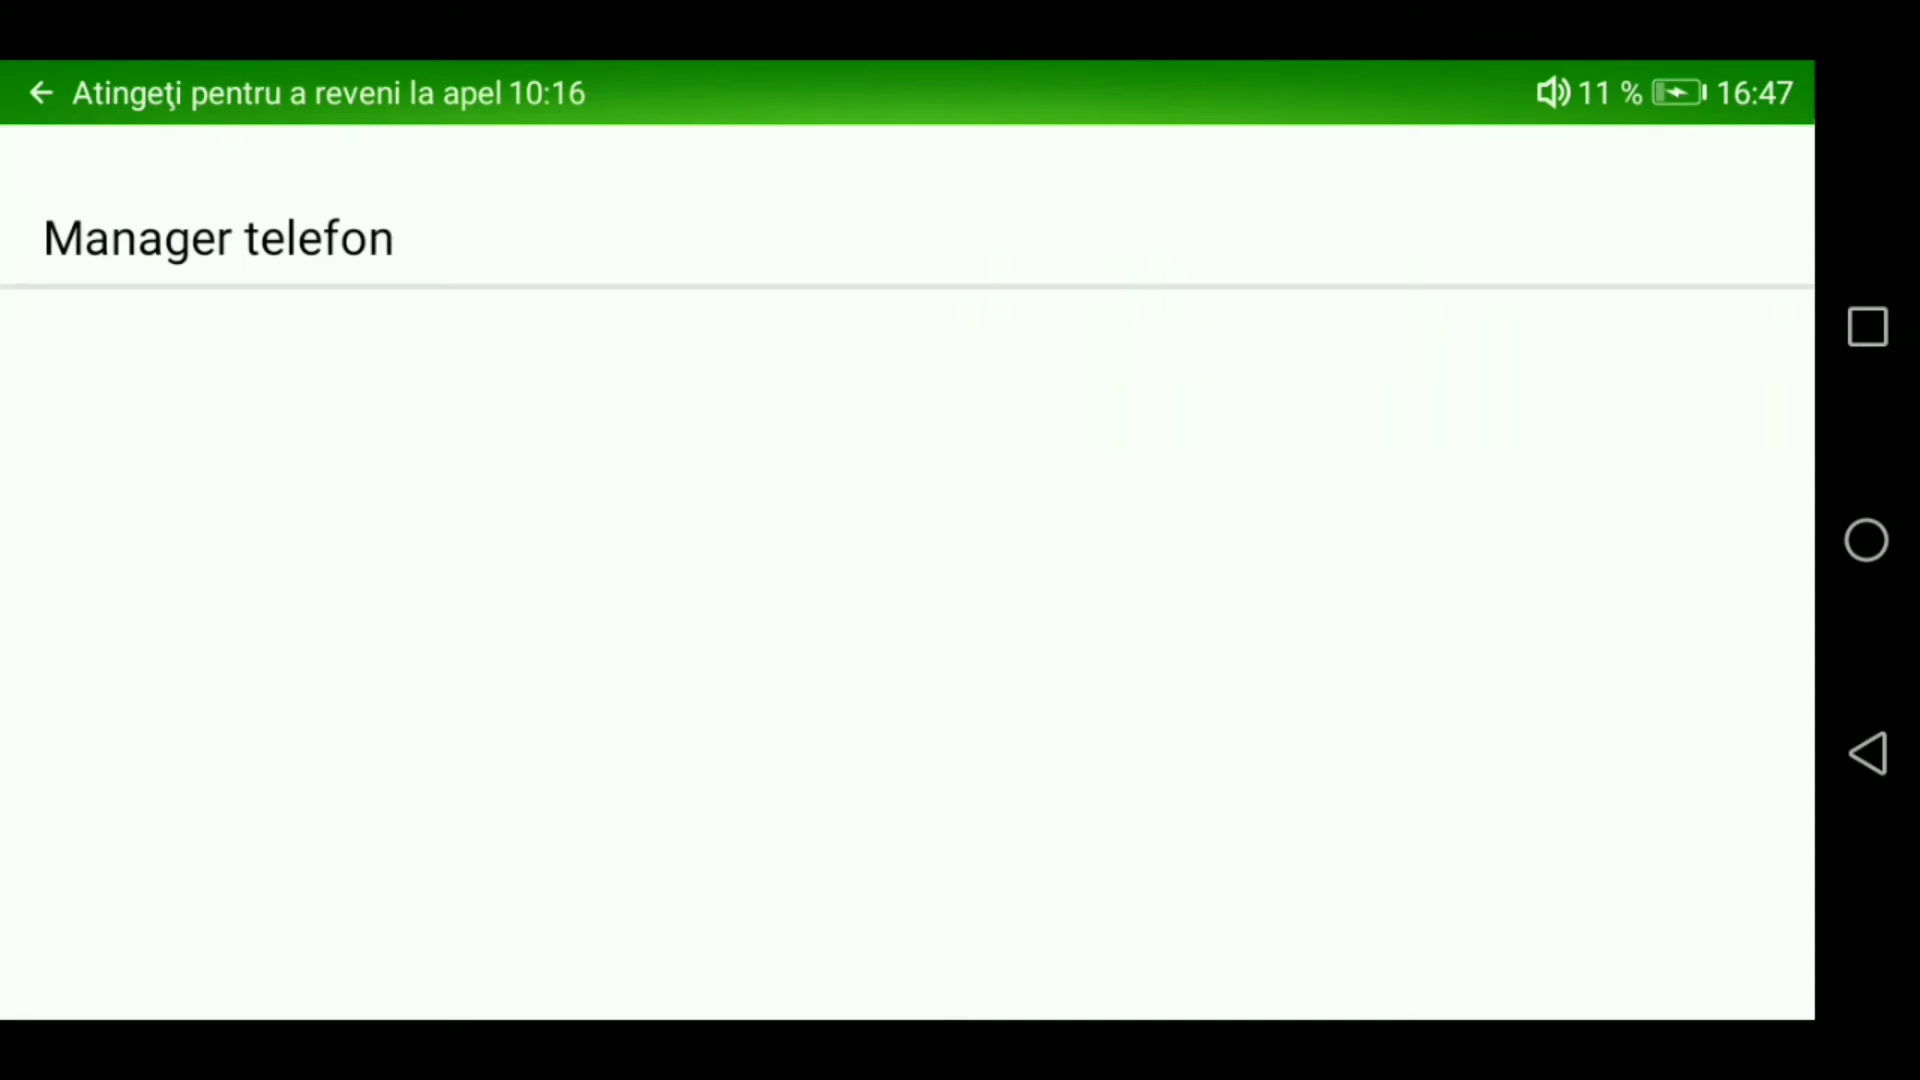 Atingeţi pentru a reveni la apel 10:16
11 % 16:47
Manager telefon